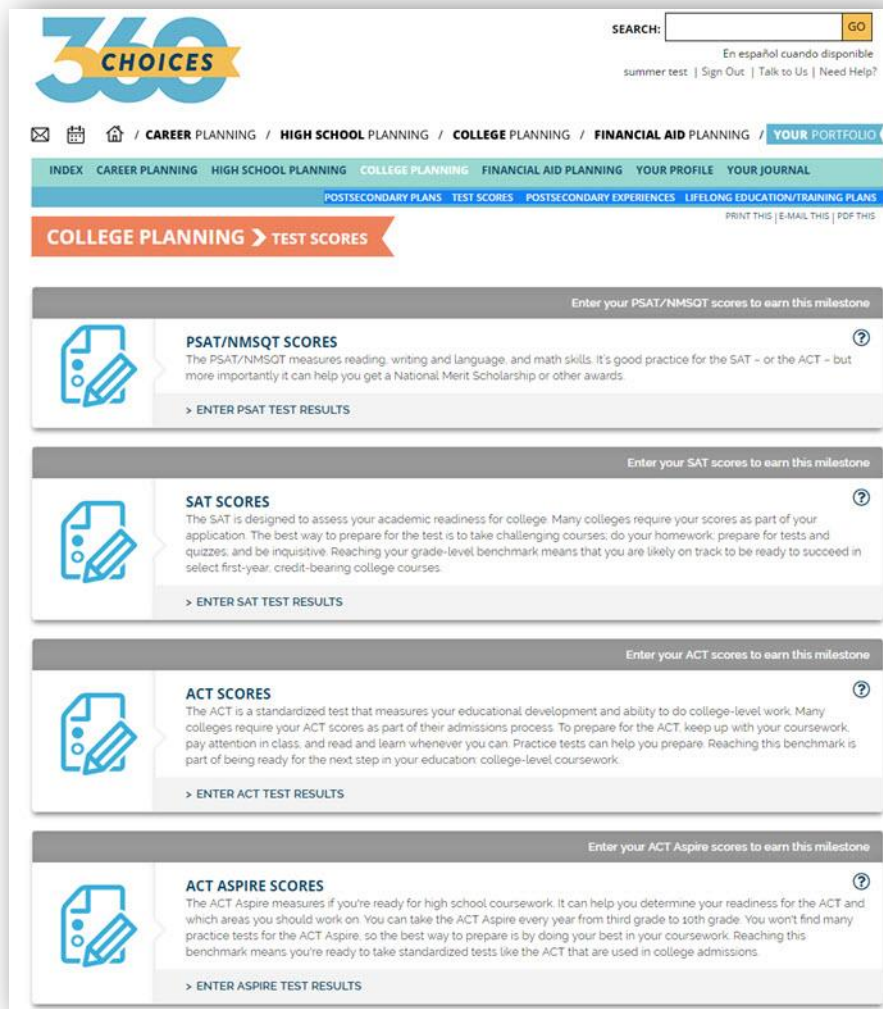 360
CHOICES
SEARCH: GO
En español cuando disponible
summer test | Sign Out | Talk to Us | Need Help?
/ CAREER PLANNING / HIGH SCHOOL PLANNING / COLLEGE PLANNING / FINANCIAL AID PLANNING / YOUR PORTFOLIO
INDEX CAREER PLANNING HIGH SCHOOL PLANNING COLLEGE PLANNING FINANCIAL AID PLANNING YOUR PROFILE YOUR JOURNAL
POSTSECONDARY PLANS TEST SCORES POSTSECONDARY EXPERIENCES LIFELONG EDUCATION/TRAINING PLANS
PRINT THIS | E-MAIL THIS | PDF THIS
COLLEGE PLANNING > TEST SCORES
Enter your PSAT/NMSQT scores to earn this milestone
PSAT/NMSQT SCORES ?
The PSAT/NMSQT measures reading, writing and language, and math skills. It's good practice for the SAT – or the ACT – but
more importantly it can help you get a National Merit Scholarship or other awards.
> ENTER PSAT TEST RESULTS
Enter your SAT scores to earn this milestone
SAT SCORES ?
The SAT is designed to assess your academic readiness for college. Many colleges require your scores as part of your
application. The best way to prepare for the test is to take challenging courses; do your homework; prepare for tests and
quizzes; and be inquisitive. Reaching your grade-level benchmark means that you are likely on track to be ready to succeed in
select first-year, credit-bearing college courses.
> ENTER SAT TEST RESULTS
Enter your ACT scores to earn this milestone
ACT SCORES ?
The ACT is a standardized test that measures your educational development and ability to do college-level work. Many
colleges require your ACT scores as part of their admissions process. To prepare for the ACT, keep up with your coursework,
pay attention in class, and read and learn whenever you can. Practice tests can help you prepare. Reaching this benchmark is
part of being ready for the next step in your education: college-level coursework.
> ENTER ACT TEST RESULTS
Enter your ACT Aspire scores to earn this milestone
ACT ASPIRE SCORES ?
The ACT Aspire measures if you're ready for high school coursework. It can help you determine your readiness for the ACT and
which areas you should work on. You can take the ACT Aspire every year from third grade to 10th grade. You won't find many
practice tests for the ACT Aspire, so the best way to prepare is by doing your best in your coursework. Reaching this
benchmark means you're ready to take standardized tests like the ACT that are used in college admissions.
> ENTER ASPIRE TEST RESULTS